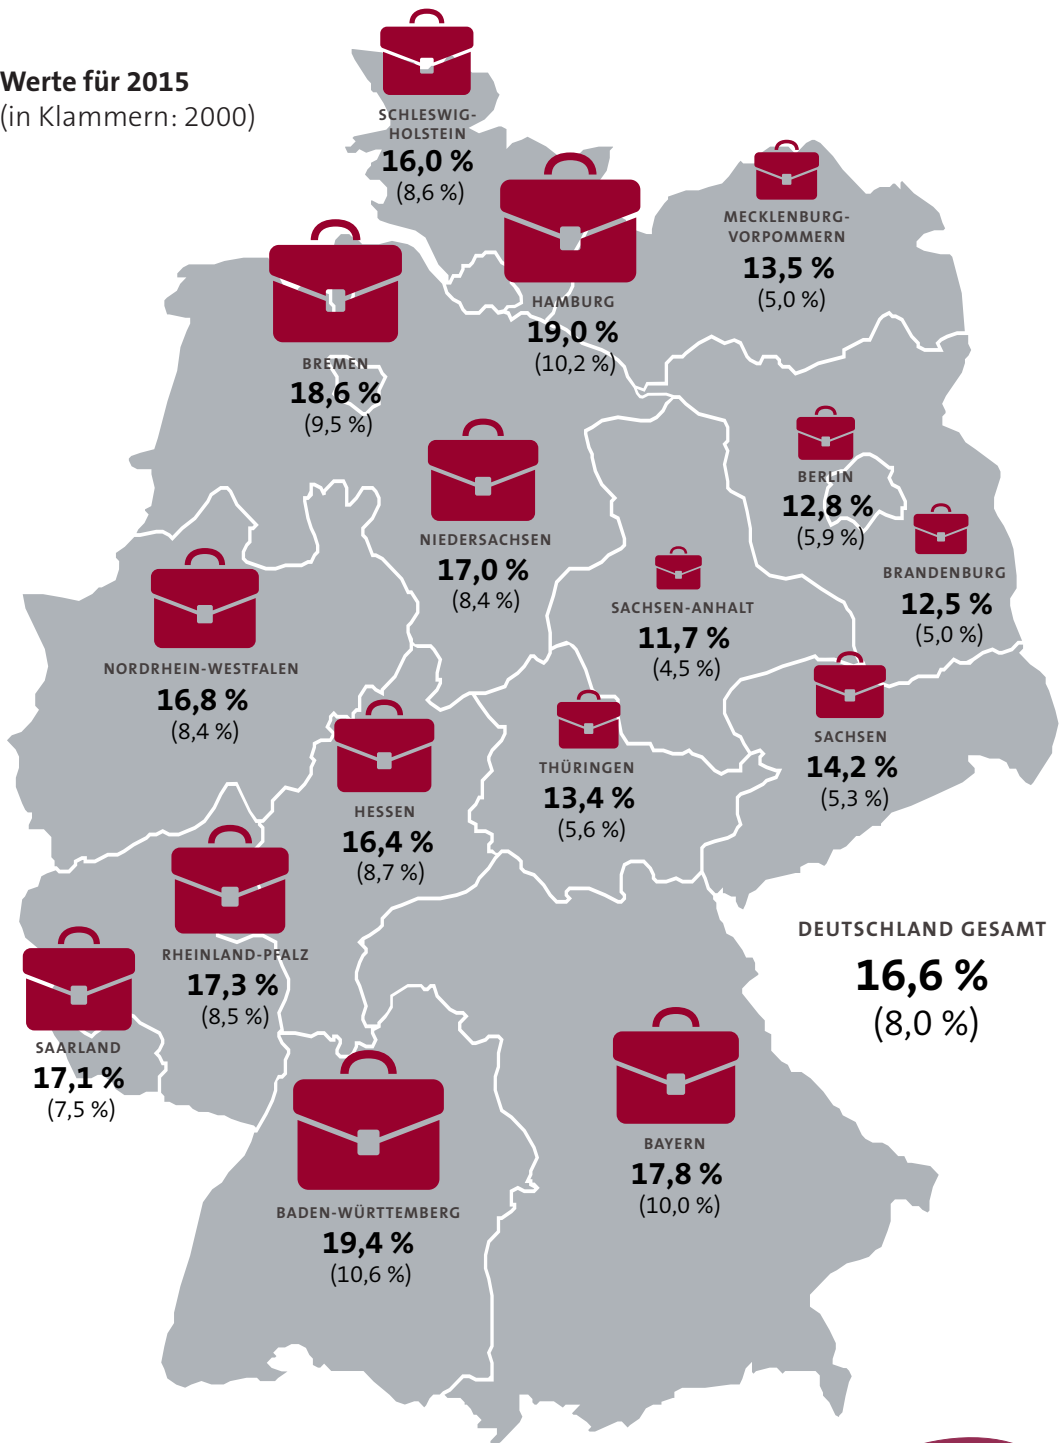 Werte für 2015
(in Klammern: 2000)
SCHLESWIG-
HOLSTEIN
16,0 %
(8,6 %)
MECKLENBURG-
VORPOMMERN
13,5 %
(5,0 %)
HAMBURG
19,0 %
(10,2 %)
BREMEN
18,6 %
(9,5 %)
BERLIN
12,8 %
(5,9 %)
NIEDERSACHSEN
17,0 %
(8,4 %)
BRANDENBURG
12,5 %
(5,0 %)
SACHSEN-ANHALT
11,7 %
(4,5 %)
NORDRHEIN-WESTFALEN
16,8 %
(8,4 %)
SACHSEN
14,2 %
(5,3 %)
THÜRINGEN
13,4 %
(5,6 %)
HESSEN
16,4 %
(8,7 %)
DEUTSCHLAND GESAMT
16,6 %
(8,0 %)
RHEINLAND-PFALZ
17,3 %
(8,5 %)
SAARLAND
17,1 %
(7,5 %)
BAYERN
17,8 %
(10,0 %)
BADEN-WÜRTTEMBERG
19,4 %
(10,6 %)